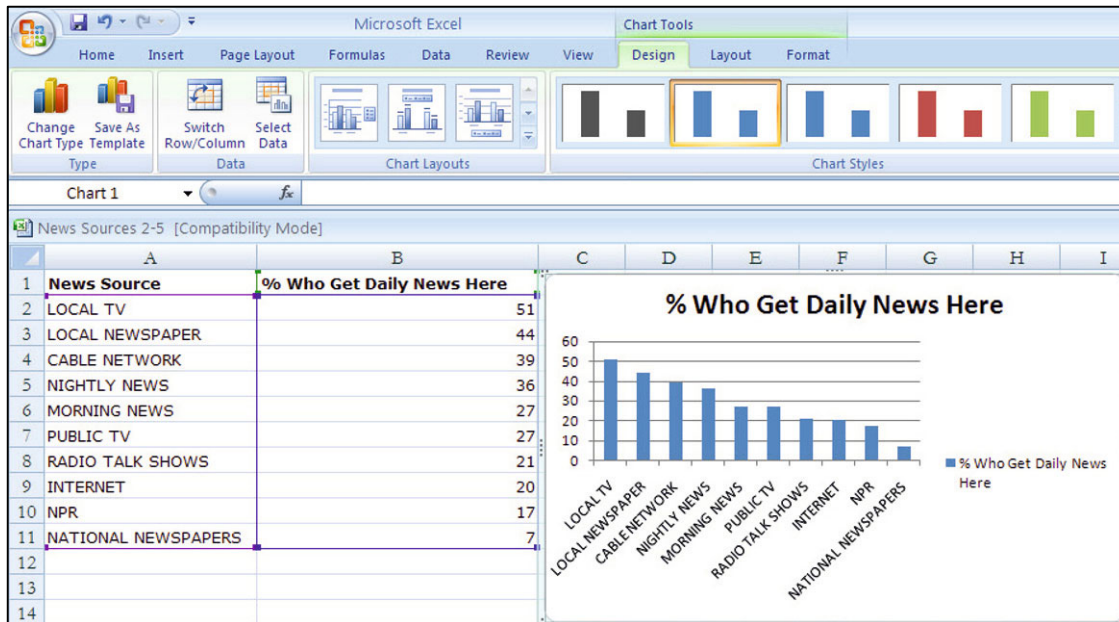 Microsoft Excel
Chart Tools
Home Insert Page Layout Formulas Data Review View Design Layout Format
Change Chart Type
Save As Template
Switch Row/Column
Select Data
Type Data Chart Layouts Chart Styles
Chart 1 fx
News Sources 2-5 [Compatibility Mode]
A B C D E F G H I
1 News Source % Who Get Daily News Here
2 LOCAL TV 51
3 LOCAL NEWSPAPER 44
4 CABLE NETWORK 39
5 NIGHTLY NEWS 36
6 MORNING NEWS 27
7 PUBLIC TV 27
8 RADIO TALK SHOWS 21
9 INTERNET 20
10 NPR 17
11 NATIONAL NEWSPAPERS 7
12
13
14
% Who Get Daily News Here
60
50
40
30
20
10
0
LOCAL TV
LOCAL NEWSPAPER
CABLE NETWORK
NIGHTLY NEWS
MORNING NEWS
PUBLIC TV
RADIO TALK SHOWS
INTERNET
NPR
NATIONAL NEWSPAPERS
% Who Get Daily News
Here